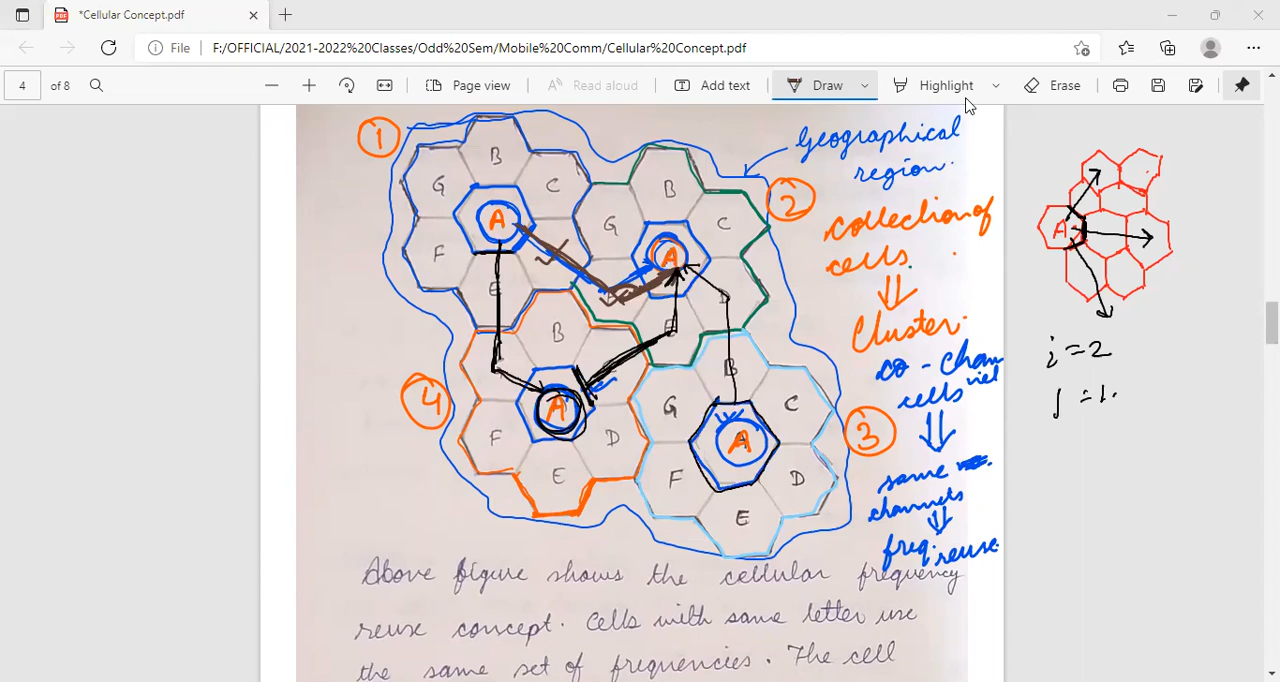 *Cellular Concept.pdf
File F:/OFFICIAL/2021-2022%20Classes/Odd%20Sem/Mobile%20Comm/Cellular%20Concept.pdf
4 of 8 Page view Read aloud Add text Draw Highlight Erase
1
B
G C
A
F
E
B
G C
A
D
E
2
B
A
F D
E
4
B
G C
A
F D
E
3
Geographical
region.
collection of
cells.
⇓
Cluster.
co-chan
nel
cells
⇓
same
channels
⇓
freq. reuse.
A
i = 2
j = 1.
Above figure shows the cellular frequency
reuse concept. Cells with same letter use
the same set of frequencies. The cell